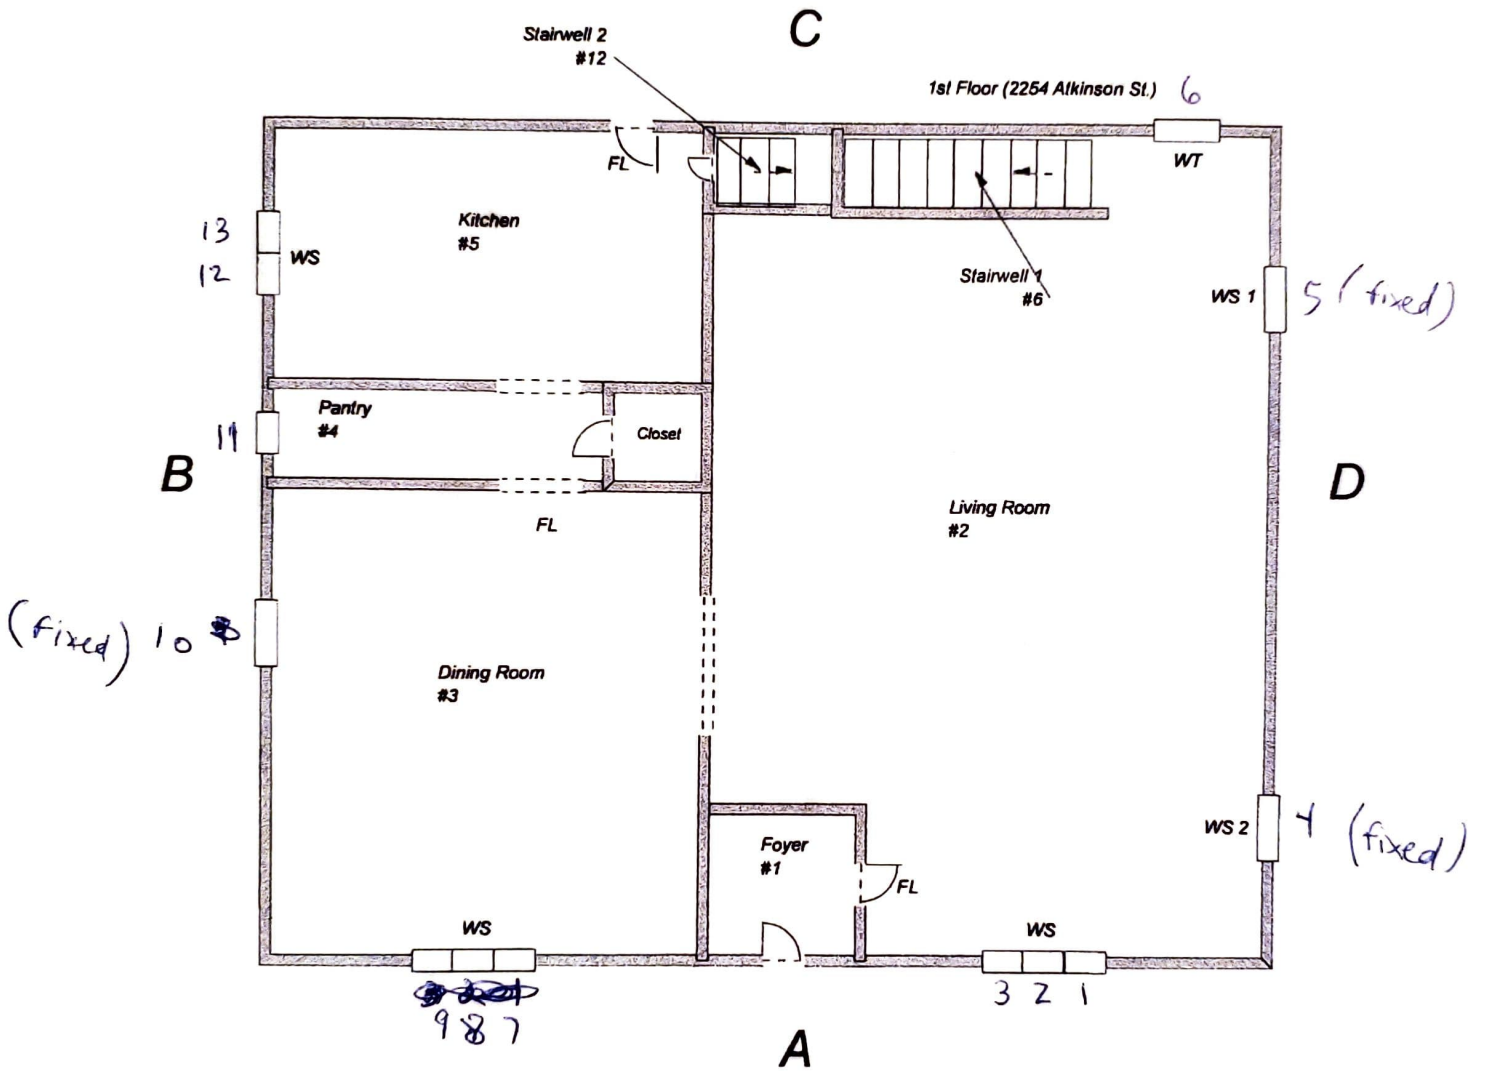 C
Stairwell 2
#12
1st Floor (2254 Atkinson St.) 6
FL
WT
13
12
WS
Kitchen
#5
Stairwell 1
#6
WS 1
5 (fixed)
Pantry
#4
11
Closet
B
D
FL
Living Room
#2
(fixed) 10
Dining Room
#3
WS 2
4 (fixed)
Foyer
#1
FL
WS
WS
3 2 1
9 8 7
A